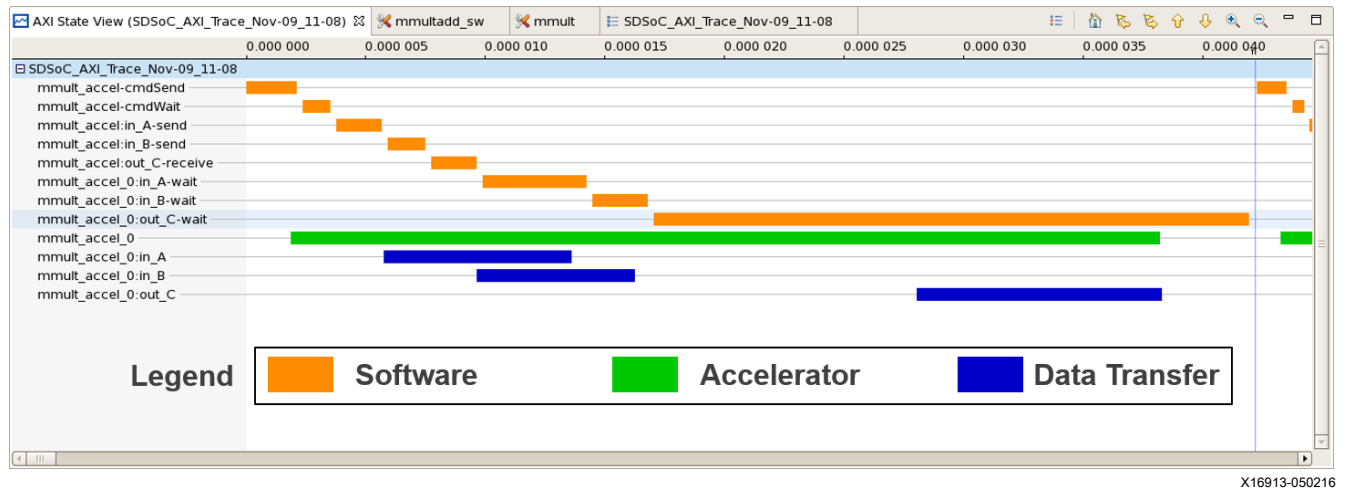 AXI State View (SDSoC_AXI_Trace_Nov-09_11-08) mmultadd_sw mmult SDSoC_AXI_Trace_Nov-09_11-08
0.000 000 0.000 005 0.000 010 0.000 015 0.000 020 0.000 025 0.000 030 0.000 035 0.000 040
SDSoC_AXI_Trace_Nov-09_11-08
mmult_accel-cmdSend
mmult_accel-cmdWait
mmult_accel:in_A-send
mmult_accel:in_B-send
mmult_accel:out_C-receive
mmult_accel_0:in_A-wait
mmult_accel_0:in_B-wait
mmult_accel_0:out_C-wait
mmult_accel_0
mmult_accel_0:in_A
mmult_accel_0:in_B
mmult_accel_0:out_C
Legend Software Accelerator Data Transfer
X16913-050216